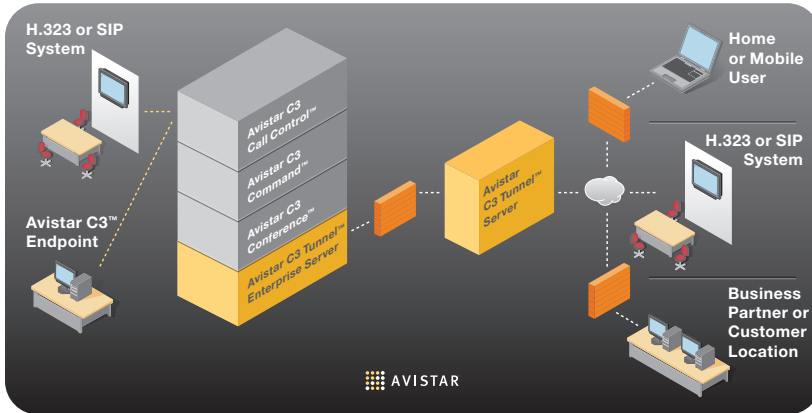 H.323 or SIP
System
Avistar C3™
Endpoint
Avistar C3
Call Control™
Avistar C3
Command™
Avistar C3
Conference™
Avistar C3 Tunnel™
Enterprise Server
Avistar
C3 Tunnel™
Server
Home
or Mobile
User
H.323 or SIP
System
Business
Partner or
Customer
Location
AVISTAR